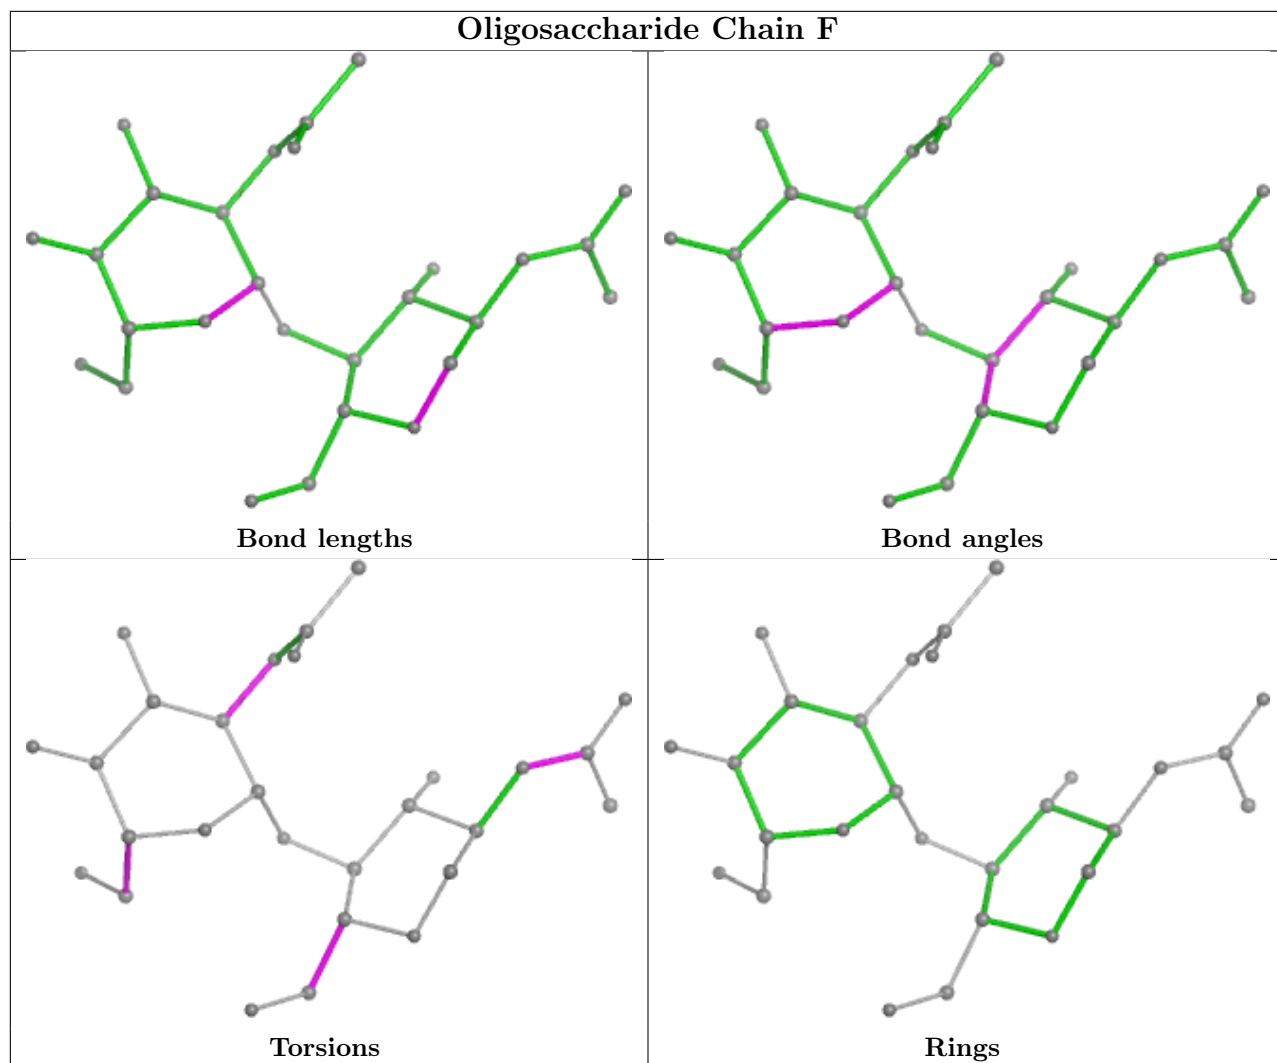 Oligosaccharide Chain F
Bond lengths
Bond angles
Torsions
Rings